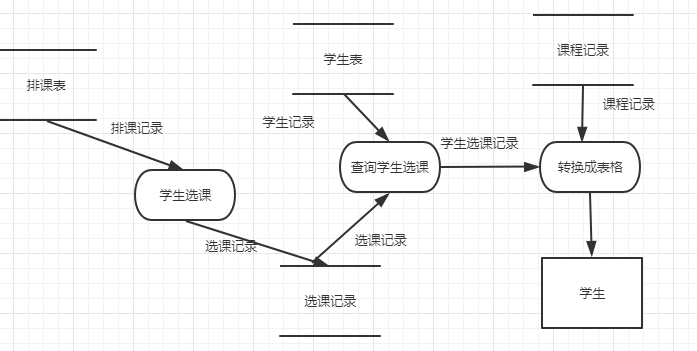 课程记录
学生表
排课表
课程记录
学生记录
排课记录
学生选课记录
查询学生选课
转换成表格
学生选课
选课记录
选课记录
学生
选课记录